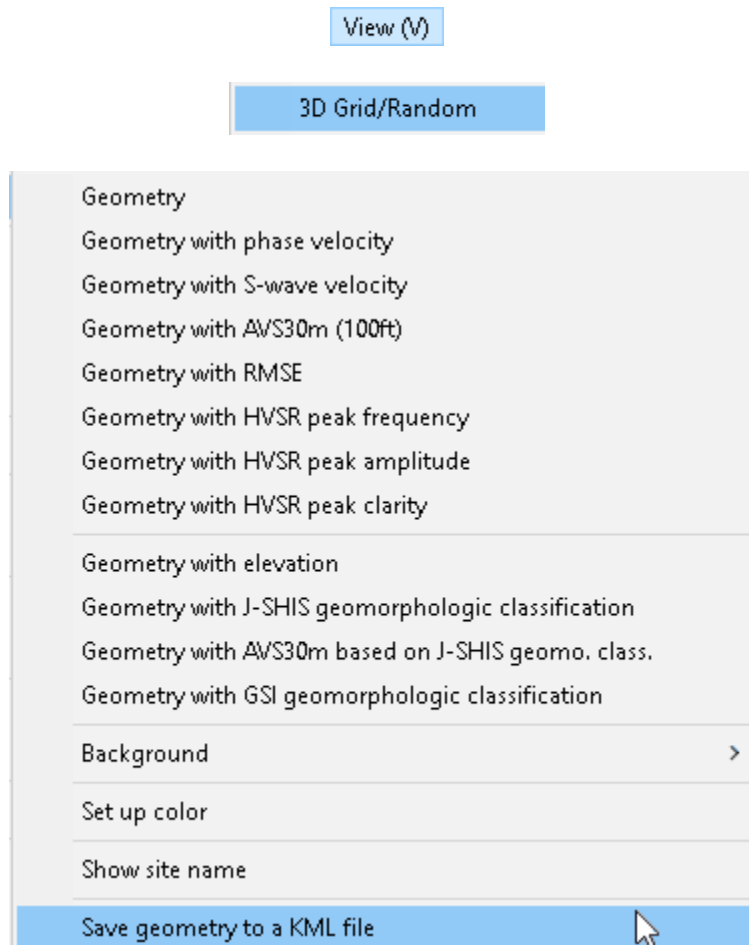 View (V)
3D Grid/Random
Geometry
Geometry with phase velocity
Geometry with S-wave velocity
Geometry with AVS30m (100ft)
Geometry with RMSE
Geometry with HVSR peak frequency
Geometry with HVSR peak amplitude
Geometry with HVSR peak clarity
Geometry with elevation
Geometry with J-SHIS geomorphologic classification
Geometry with AVS30m based on J-SHIS geomo. class.
Geometry with GSI geomorphologic classification
Background
Set up color
Show site name
Save geometry to a KML file